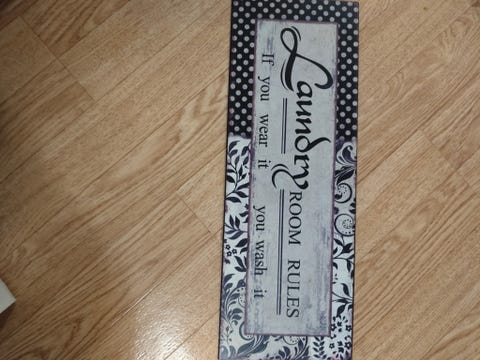 Laundry ROOM RULES
If you wear it you wash it